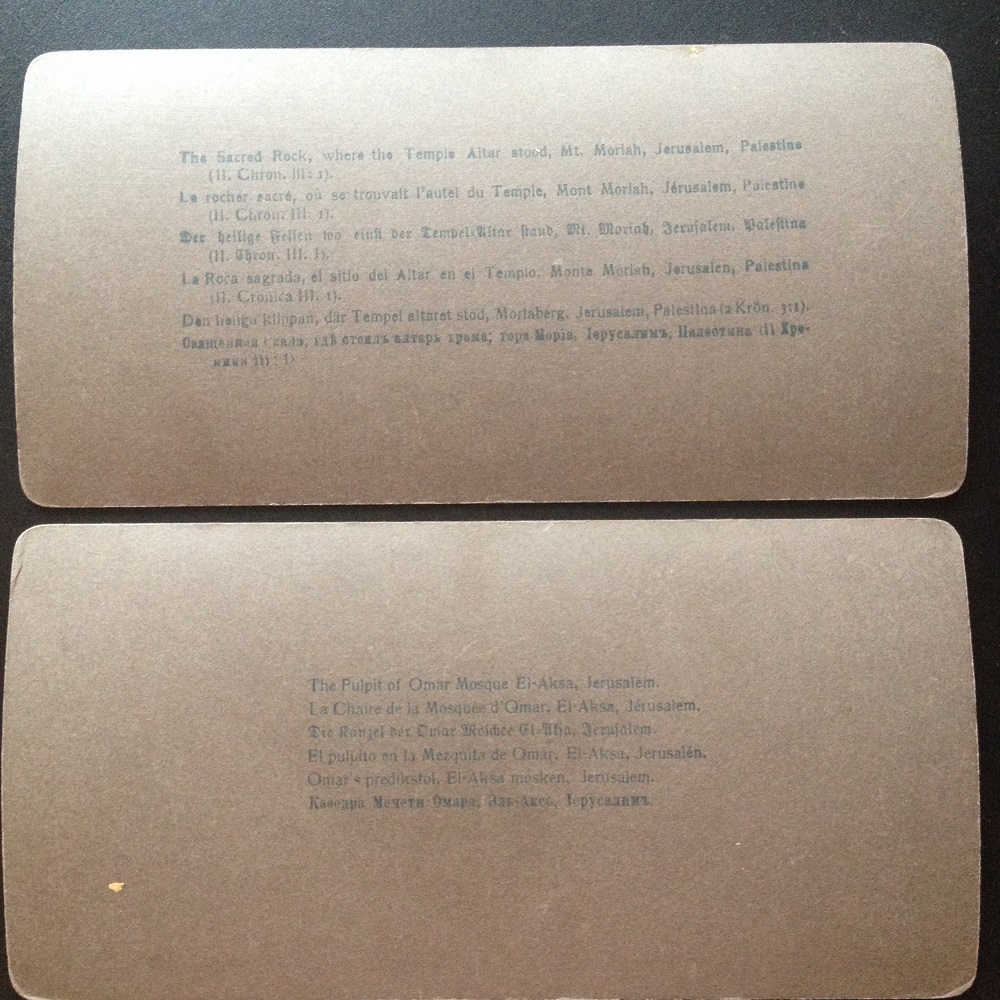 The Sacred Rock, where the Temple Altar stood, Mt. Moriah, Jerusalem, Palestine
(II. Chron. III: 1).
Le rocher sacré, où se trouvait l'autel du Temple, Mont Moriah, Jérusalem, Palestine
(II. Chron. III. 1).
Der heilige Felsen wo einst der Tempel-Altar stand, Mt. Moriah, Jerusalem, Palestina
(II. Chron. III. 1).
La Roca sagrada, el sitio del Altar en el Templo. Monte Moriah, Jerusalen, Palestina
(II. Cronica III. 1).
Den heliga klippan, där Tempel altaret stod, Moriaberg. Jerusalem, Palestina (2 Krön. 3:1).
Священная скала, гдѣ стоялъ алтарь храма; гора Морія, Іерусалимъ, Палестина (II Хро-
ники III: 1)
The Pulpit of Omar Mosque El-Aksa, Jerusalem.
La Chaire de la Mosquée d'Omar, El-Aksa, Jérusalem.
Die Kanzel der Omar Moschee El-Aksa, Jerusalem.
El pulpito en la Mezquita de Omar, El-Aksa, Jerusalén.
Omar s predikstol, El-Aksa mosken, Jerusalem.
Каѳедра Мечети Омара, Эль-Акса, Іерусалимъ.